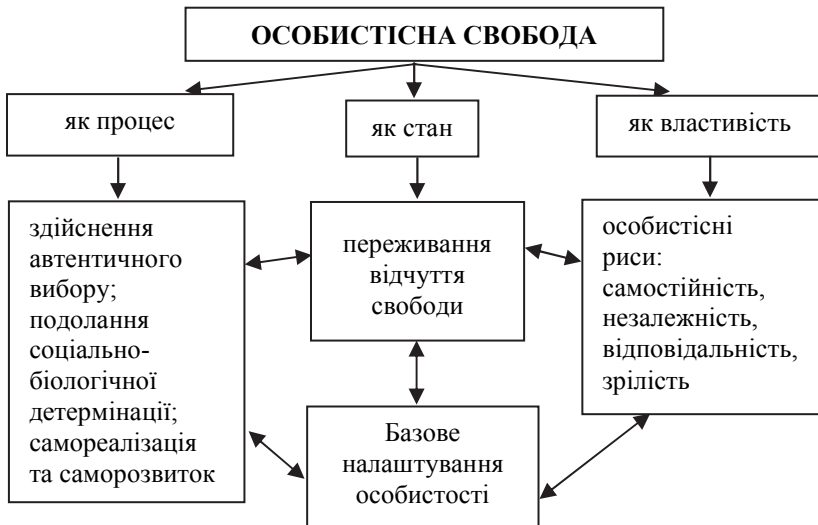 ОСОБИСТІСНА СВОБОДА
як процес
як стан
як властивість
здійснення
автентичного
вибору;
подолання
соціально-
біологічної
детермінації;
самореалізація
та саморозвиток
переживання
відчуття
свободи
особистісні
риси:
самостійність,
незалежність,
відповідальність,
зрілість
Базове
налаштування
особистості